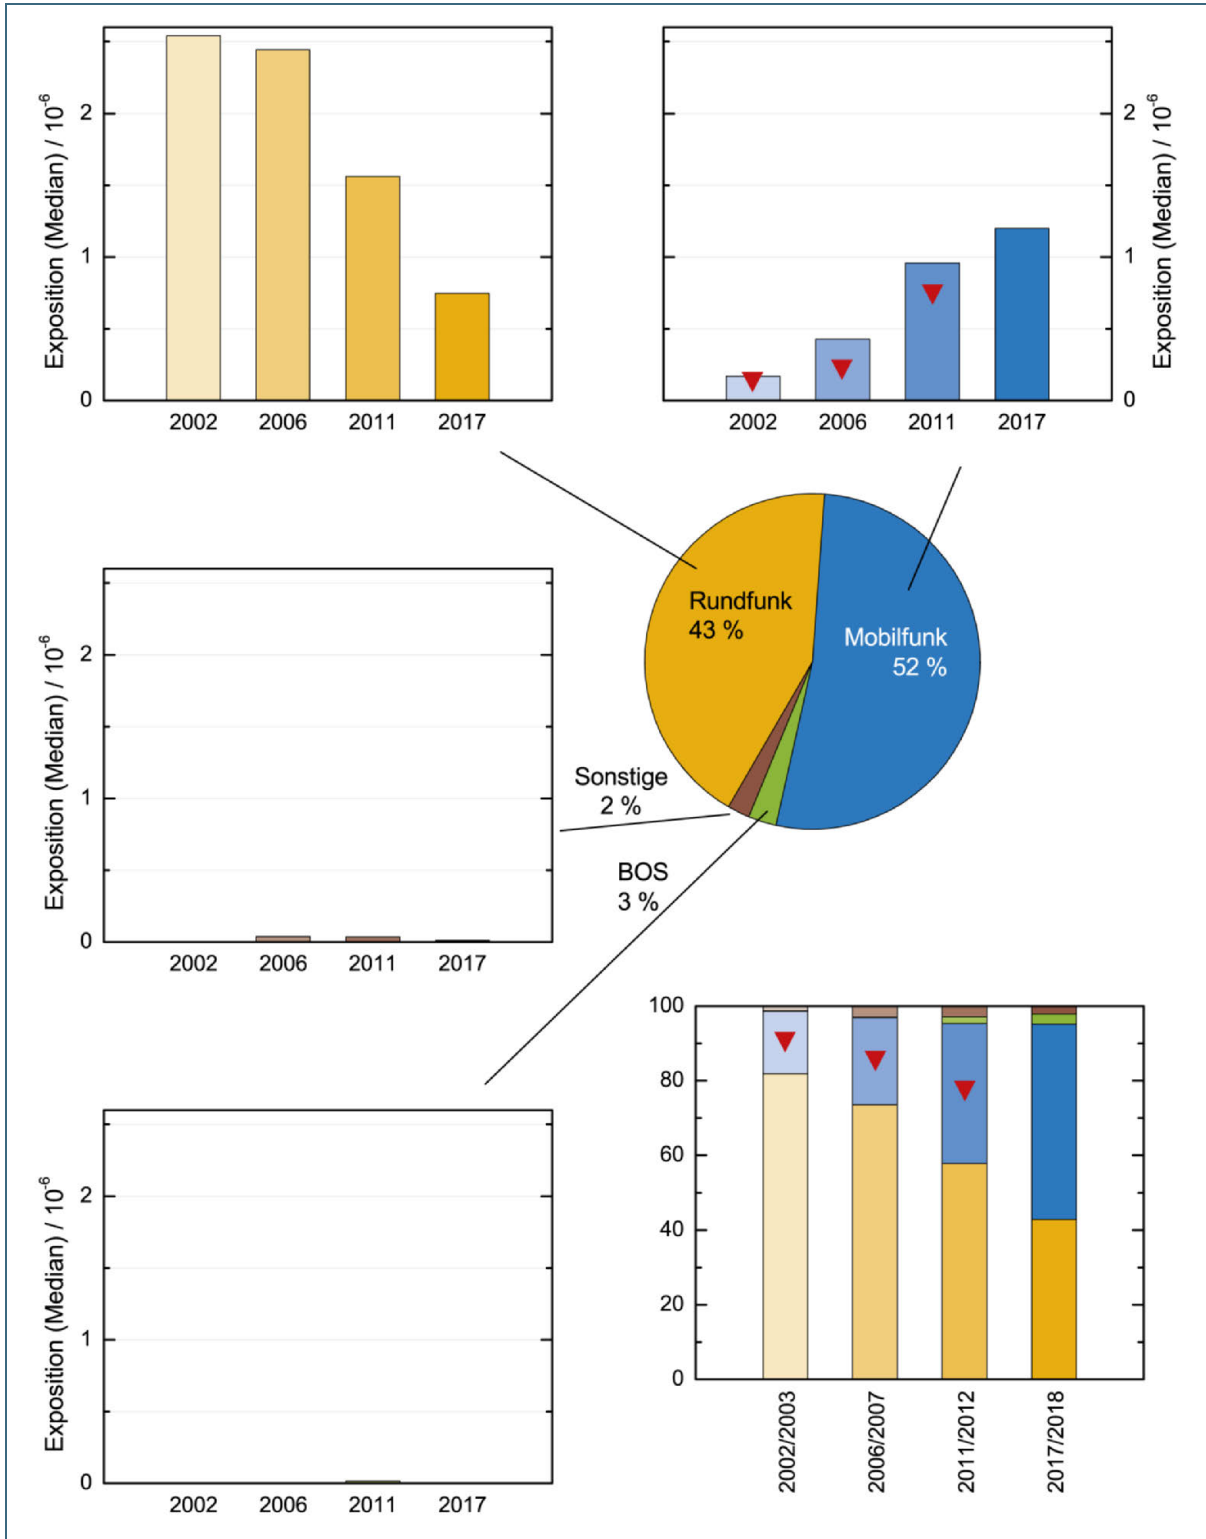 Exposition (Median) / 10⁻⁶
2
1
0
2002 2006 2011 2017
Exposition (Median) / 10⁻⁶
2
1
0
2002 2006 2011 2017
Rundfunk
43 %
Mobilfunk
52 %
Sonstige
2 %
BOS
3 %
Exposition (Median) / 10⁻⁶
2
1
0
2002 2006 2011 2017
Exposition (Median) / 10⁻⁶
2
1
0
2002 2006 2011 2017
100
80
60
40
20
0
2002/2003
2006/2007
2011/2012
2017/2018